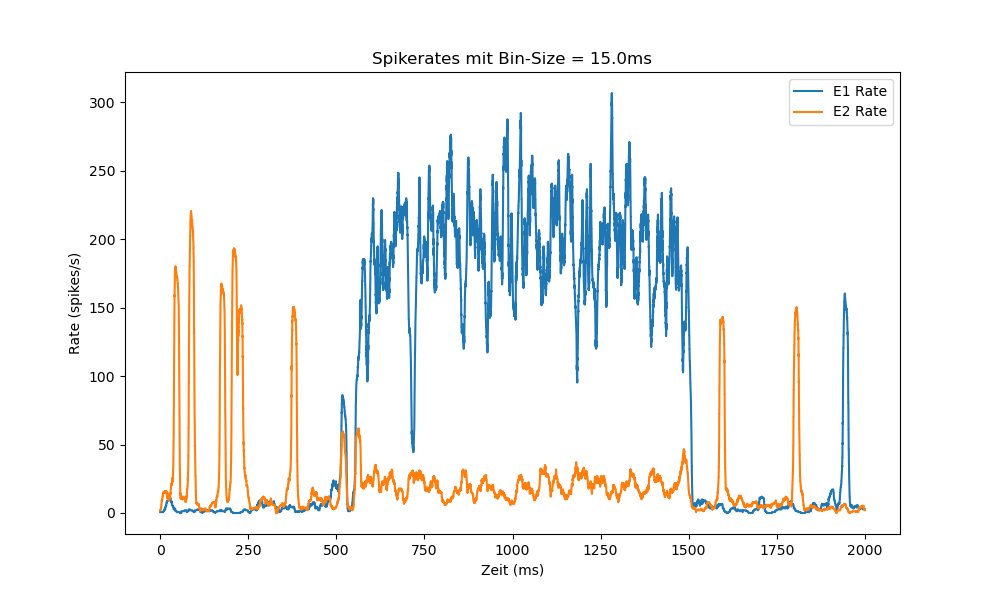 Spikerates mit Bin-Size = 15.0ms
E1 Rate
E2 Rate
300
250
200
150
100
50
0
Rate (spikes/s)
0 250 500 750 1000 1250 1500 1750 2000
Zeit (ms)